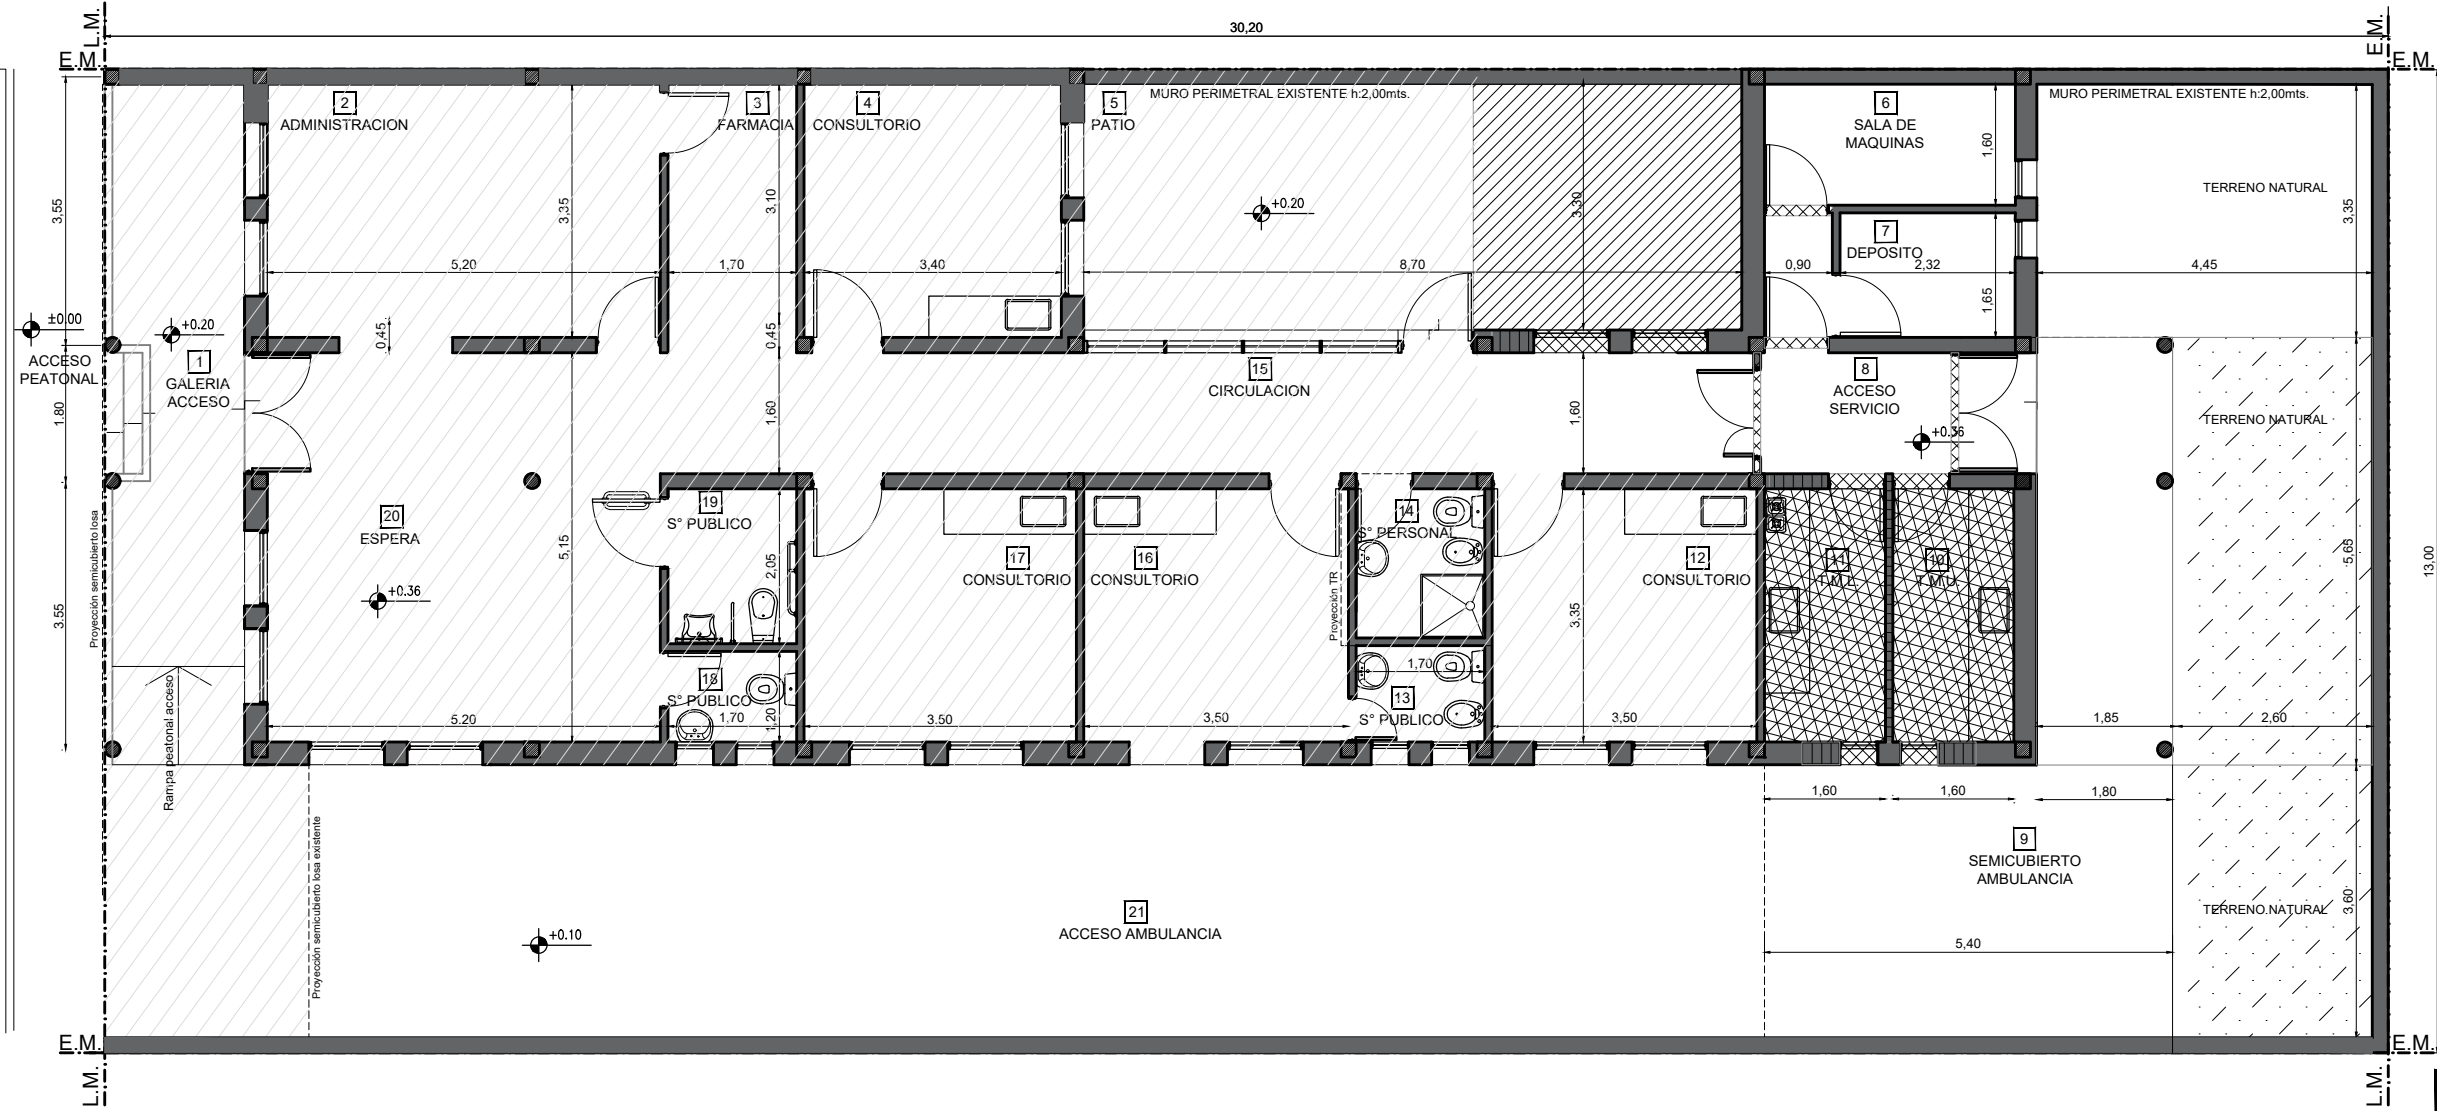 L.M.
30,20
E.M.
E.M.
E.M.
2
ADMINISTRACION
3
FARMACIA
4
CONSULTORIO
5
PATIO
MURO PERIMETRAL EXISTENTE h:2,00mts.
6
SALA DE
MAQUINAS
MURO PERIMETRAL EXISTENTE h:2,00mts.
3,55
3,35
3,10
3,30
1,60
TERRENO NATURAL
3,35
+0.20
7
DEPOSITO
5,20
1,70
3,40
8,70
0,90
2,32
4,45
1,65
±0.00
+0.20
0,45
0,45
ACCESO
PEATONAL
1
GALERIA
ACCESO
15
CIRCULACION
8
ACCESO
SERVICIO
1.80
1,60
1,60
+0.36
TERRENO NATURAL
Proyección semicubierto losa
20
ESPERA
19
S° PUBLICO
14
S° PERSONAL
17
CONSULTORIO
16
CONSULTORIO
12
CONSULTORIO
11
T.M.L.
10
T.M.U.
5,15
2,05
5,65
13,00
+0.36
3.55
3,35
Proyección TR
18
S° PUBLICO
13
S° PUBLICO
1,70
1,20
Rampa peatonal acceso
5.20
1,70
3.50
3,50
3,50
1,85
2,60
1,60
1,60
1,80
9
SEMICUBIERTO
AMBULANCIA
Proyección semicubierto losa existente
21
ACCESO AMBULANCIA
TERRENO.NATURAL
3,60
+0.10
5,40
E.M.
E.M.
L.M.
L.M.